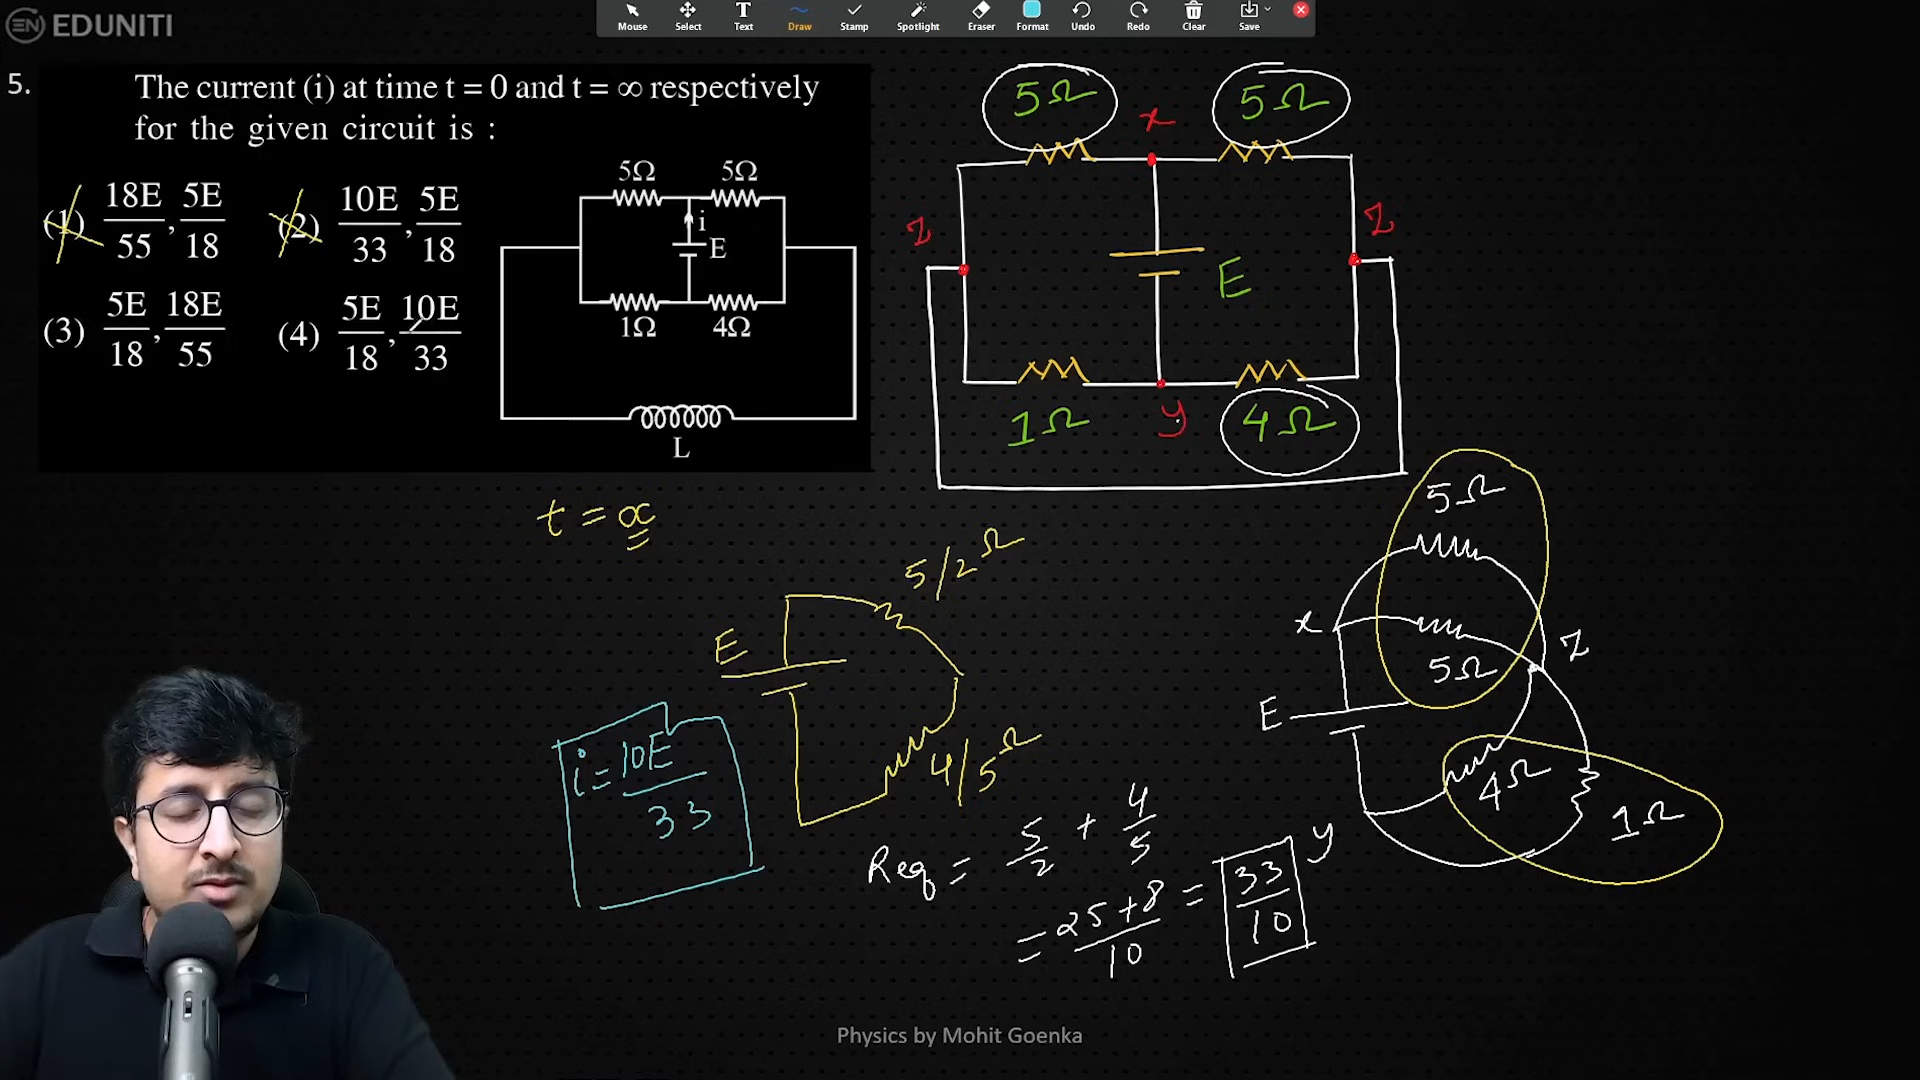 EN EDUNITI
Mouse Select Text Draw Stamp Spotlight Eraser Format Undo Redo Clear Save
5. The current (i) at time t = 0 and t = ∞ respectively
for the given circuit is :
(1) 18E/55 , 5E/18 (2) 10E/33 , 5E/18
(3) 5E/18 , 18E/55 (4) 5E/18 , 10E/33
5Ω 5Ω
i
E
1Ω 4Ω
L
5Ω x 5Ω
z z
E
1Ω y 4Ω
t = ∝
E 5/2 Ω
4/5 Ω
i = 10E/33
5Ω
x 5Ω z
E
4Ω 1Ω
y
Req = 5/2 + 4/5
= 25+8/10 = 33/10
Physics by Mohit Goenka